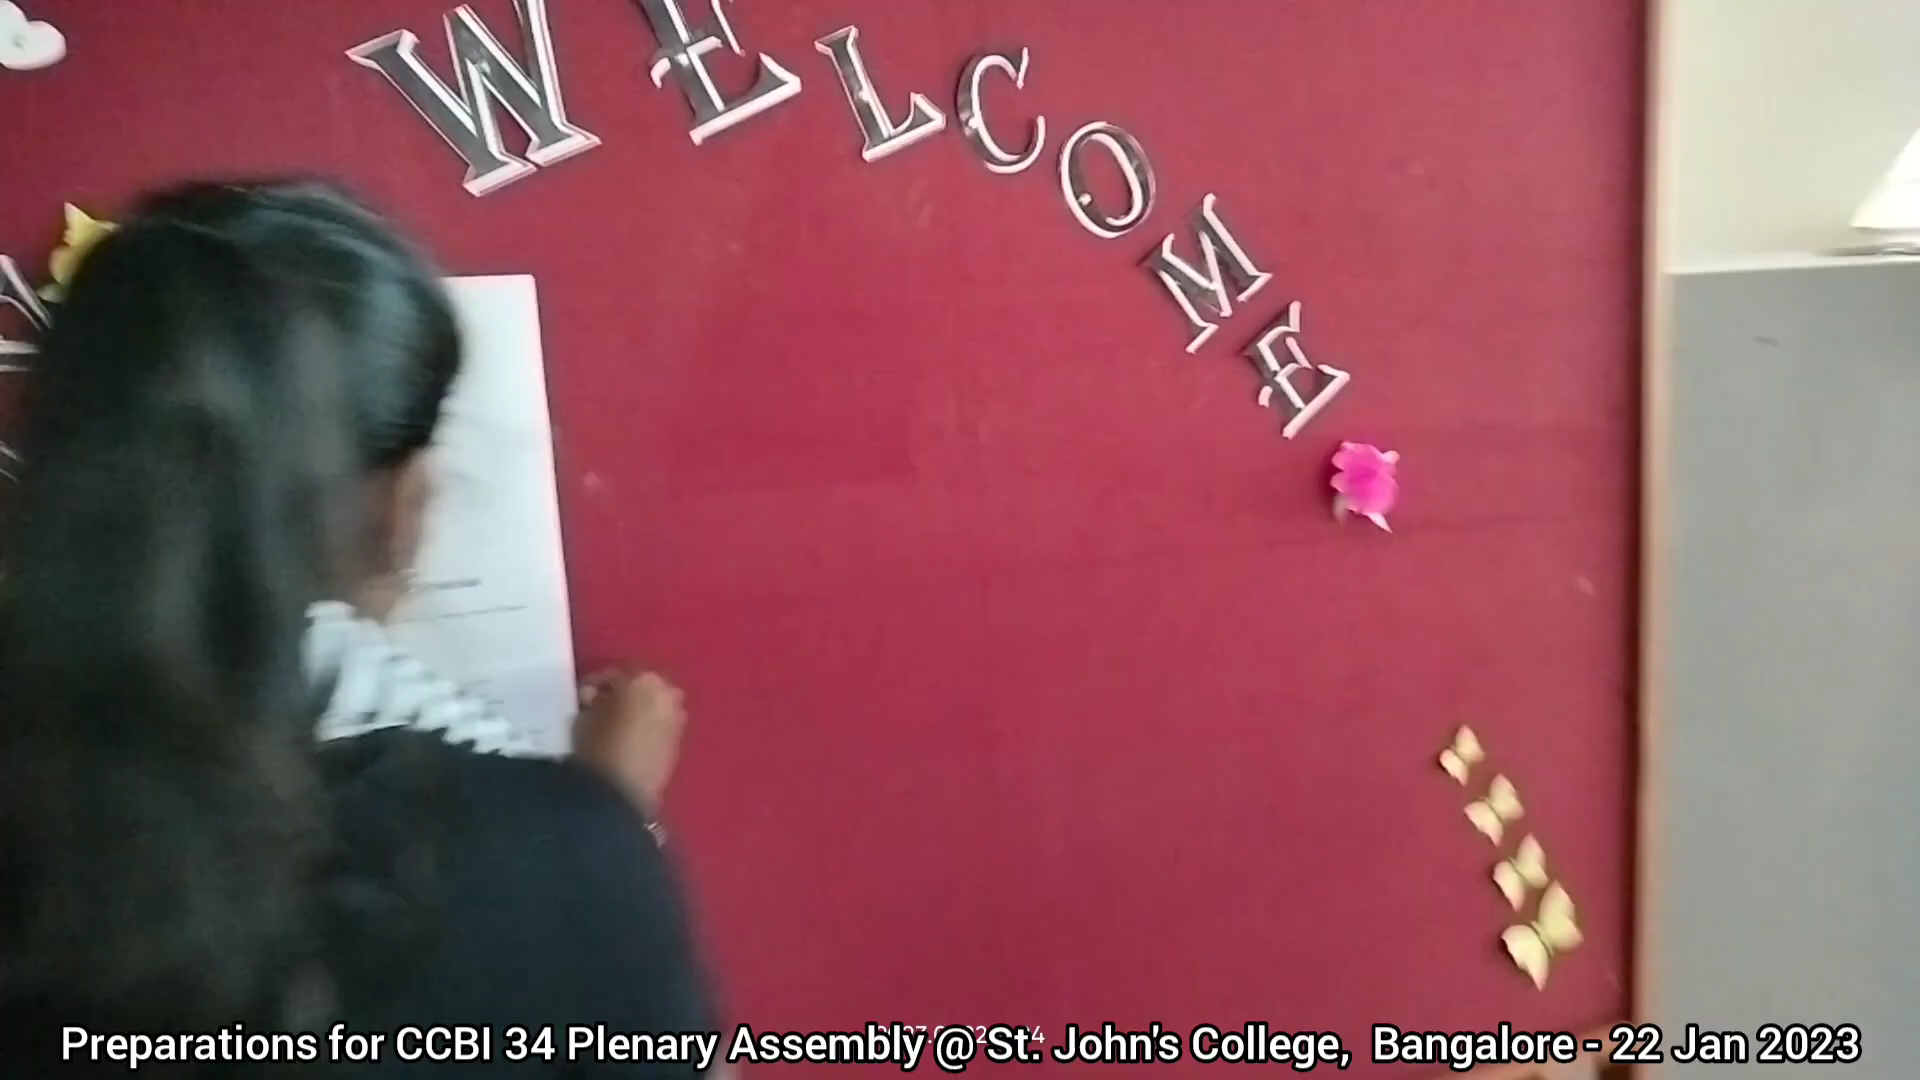 WELCOME
Preparations for CCBI 34 Plenary Assembly @ St. John's College, Bangalore - 22 Jan 2023